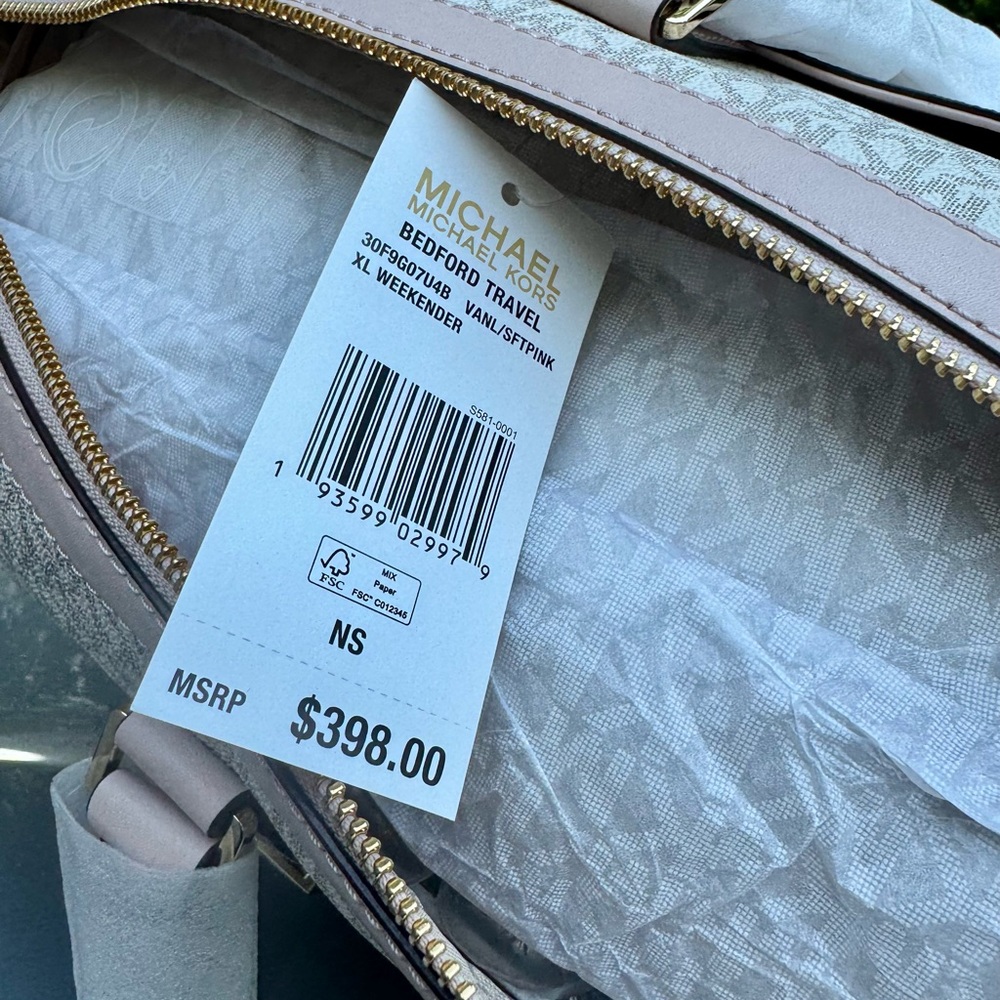 MICHAEL
MICHAEL KORS
BEDFORD TRAVEL
30F9G07U4B VANL/SFTPINK
XL WEEKENDER
S581-0001
1 93599 02997 9
FSC
MIX
Paper
FSC™ C012345
NS
MSRP $398.00